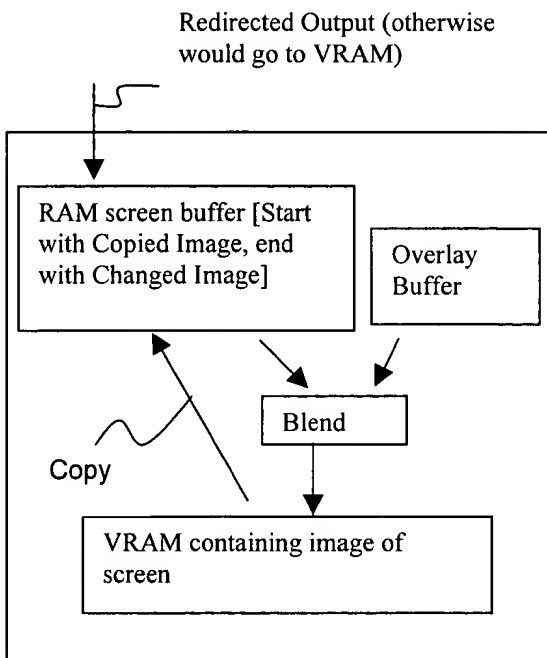 Redirected Output (otherwise
would go to VRAM)
RAM screen buffer [Start
with Copied Image, end
with Changed Image]
Overlay
Buffer
Blend
Copy
VRAM containing image of
screen